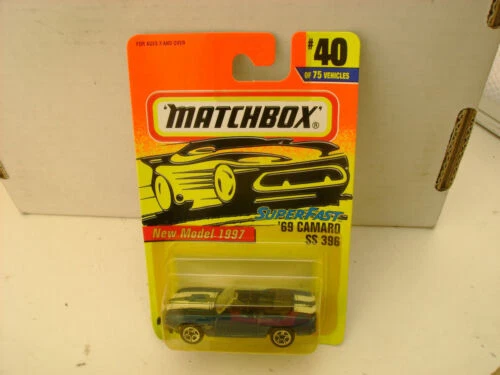 FOR AGES 3 AND OVER
#40
OF 75 VEHICLES
'MATCHBOX'®
SUPERFAST
'69 CAMARO
SS 396
New Model 1997